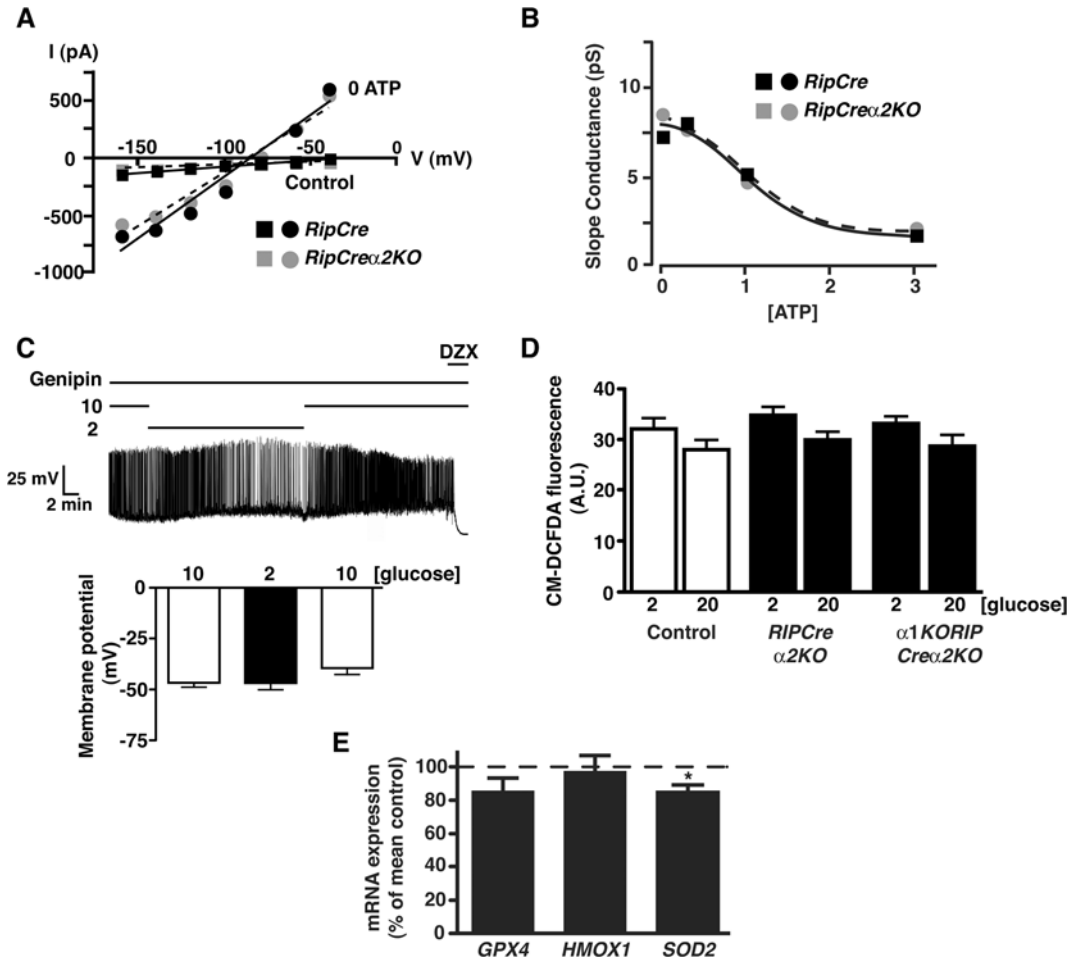 A
I (pA)
500
0
-500
-1000
-150
-100
-50
0
V (mV)
0 ATP
Control
RipCre
RipCreα2KO
B
Slope Conductance (pS)
10
5
0
0
1
2
3
[ATP]
RipCre
RipCreα2KO
C
DZX
Genipin
10
2
25 mV
2 min
10
2
10
[glucose]
Membrane potential
(mV)
0
-25
-50
-75
D
CM-DCFDA fluorescence
(A.U.)
40
30
20
10
0
2
20
2
20
2
20
[glucose]
Control
RIPCre
α2KO
α1KORIP
Creα2KO
E
mRNA expression
(% of mean control)
100
80
60
40
20
0
*
GPX4
HMOX1
SOD2